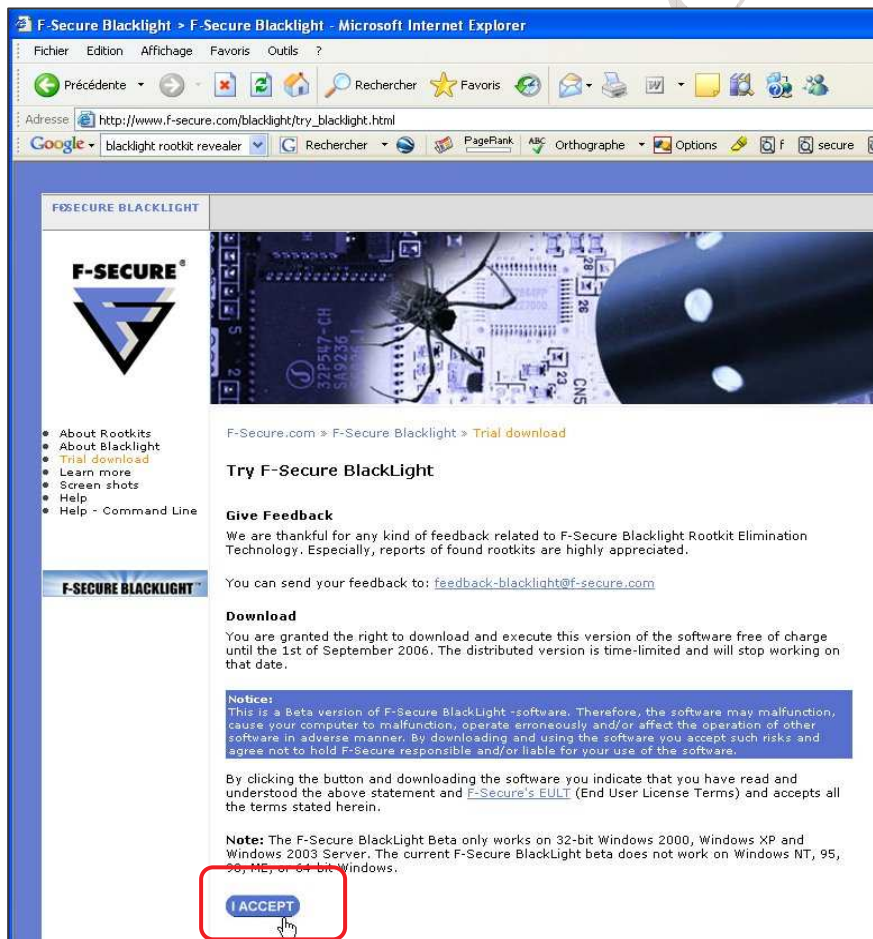 F-Secure Blacklight > F-Secure Blacklight - Microsoft Internet Explorer
Fichier Edition Affichage Favoris Outils ?
Précédente Rechercher Favoris
Adresse http://www.f-secure.com/blacklight/try_blacklight.html
Google blacklight rootkit revealer G Rechercher PageRank ABC Orthographe Options f secure
SECURE BLACKLIGHT
F-SECURE®
32P547-CH
SA9236
28
26
23
CN5
5
2
About Rootkits
About Blacklight
Trial download
Learn more
Screen shots
Help
Help - Command Line
F-SECURE BLACKLIGHT™
F-Secure.com » F-Secure Blacklight » Trial download
Try F-Secure BlackLight
Give Feedback
We are thankful for any kind of feedback related to F-Secure Blacklight Rootkit Elimination
Technology. Especially, reports of found rootkits are highly appreciated.
You can send your feedback to: feedback-blacklight@f-secure.com
Download
You are granted the right to download and execute this version of the software free of charge
until the 1st of September 2006. The distributed version is time-limited and will stop working on
that date.
Notice:
This is a Beta version of F-Secure BlackLight -software. Therefore, the software may malfunction,
cause your computer to malfunction, operate erroneously and/or affect the operation of other
software in adverse manner. By downloading and using the software you accept such risks and
agree not to hold F-Secure responsible and/or liable for your use of the software.
By clicking the button and downloading the software you indicate that you have read and
understood the above statement and F-Secure's EULT (End User License Terms) and accepts all
the terms stated herein.
Note: The F-Secure BlackLight Beta only works on 32-bit Windows 2000, Windows XP and
Windows 2003 Server. The current F-Secure BlackLight beta does not work on Windows NT, 95,
98, ME, or 64-bit Windows.
I ACCEPT